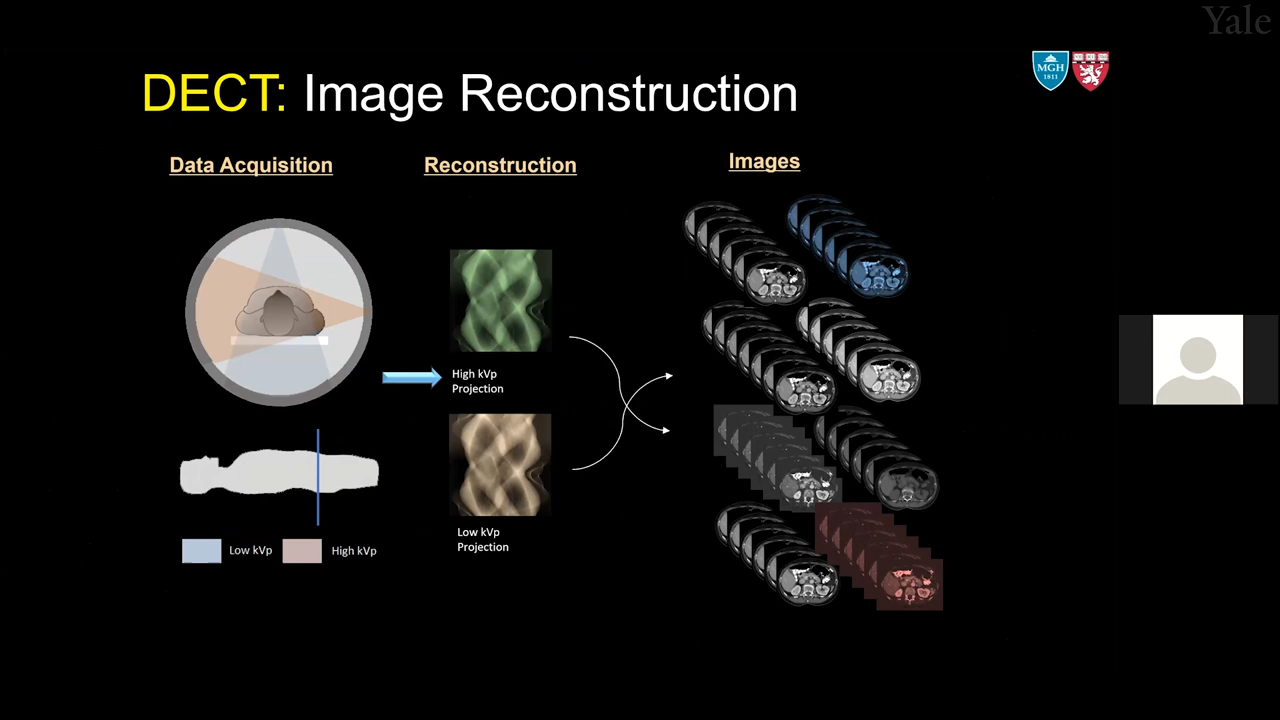 Yale
DECT: Image Reconstruction
MGH
1811
Data Acquisition
Reconstruction
Images
High kVp
Projection
Low kVp
Projection
Low kVp
High kVp